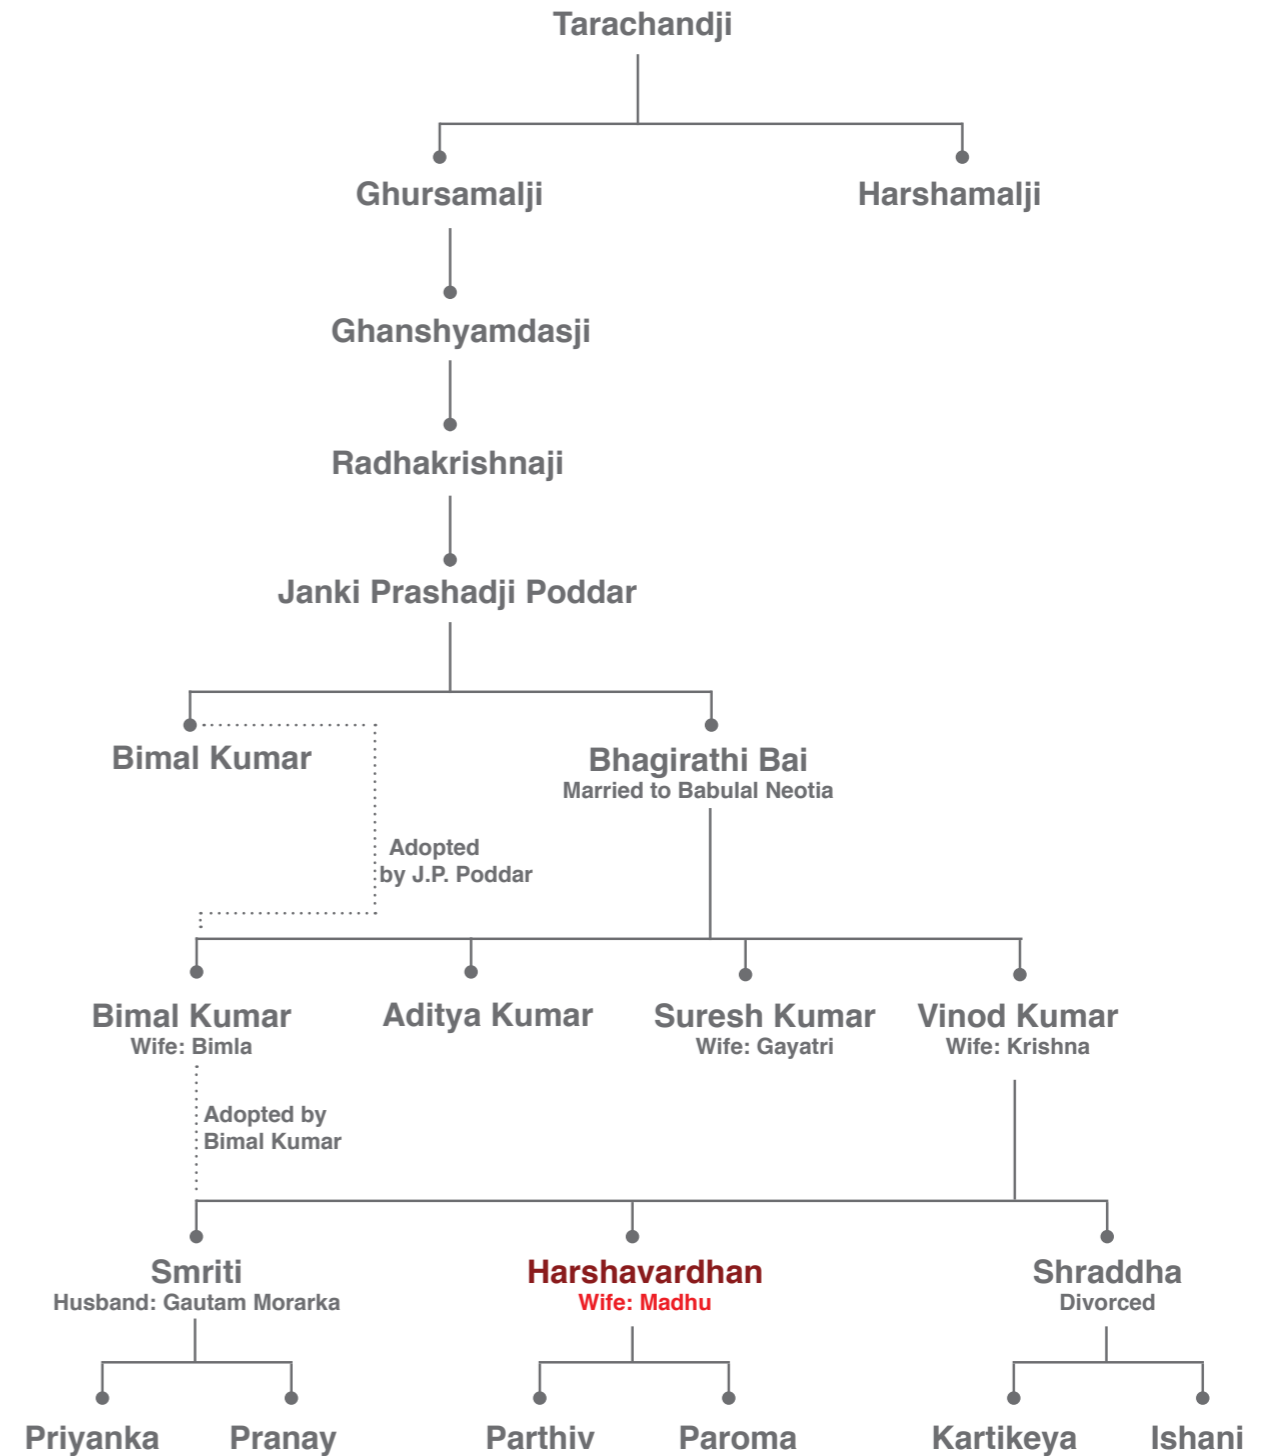 Tarachandji
Ghursamalji
Harshamalji
Ghanshyamdasji
Radhakrishnaji
Janki Prashadji Poddar
Bimal Kumar
Bhagirathi Bai
Married to Babulal Neotia
Adopted
by J.P. Poddar
Bimal Kumar
Wife: Bimla
Aditya Kumar
Suresh Kumar
Wife: Gayatri
Vinod Kumar
Wife: Krishna
Adopted by
Bimal Kumar
Smriti
Husband: Gautam Morarka
Harshavardhan
Wife: Madhu
Shraddha
Divorced
Priyanka
Pranay
Parthiv
Paroma
Kartikeya
Ishani